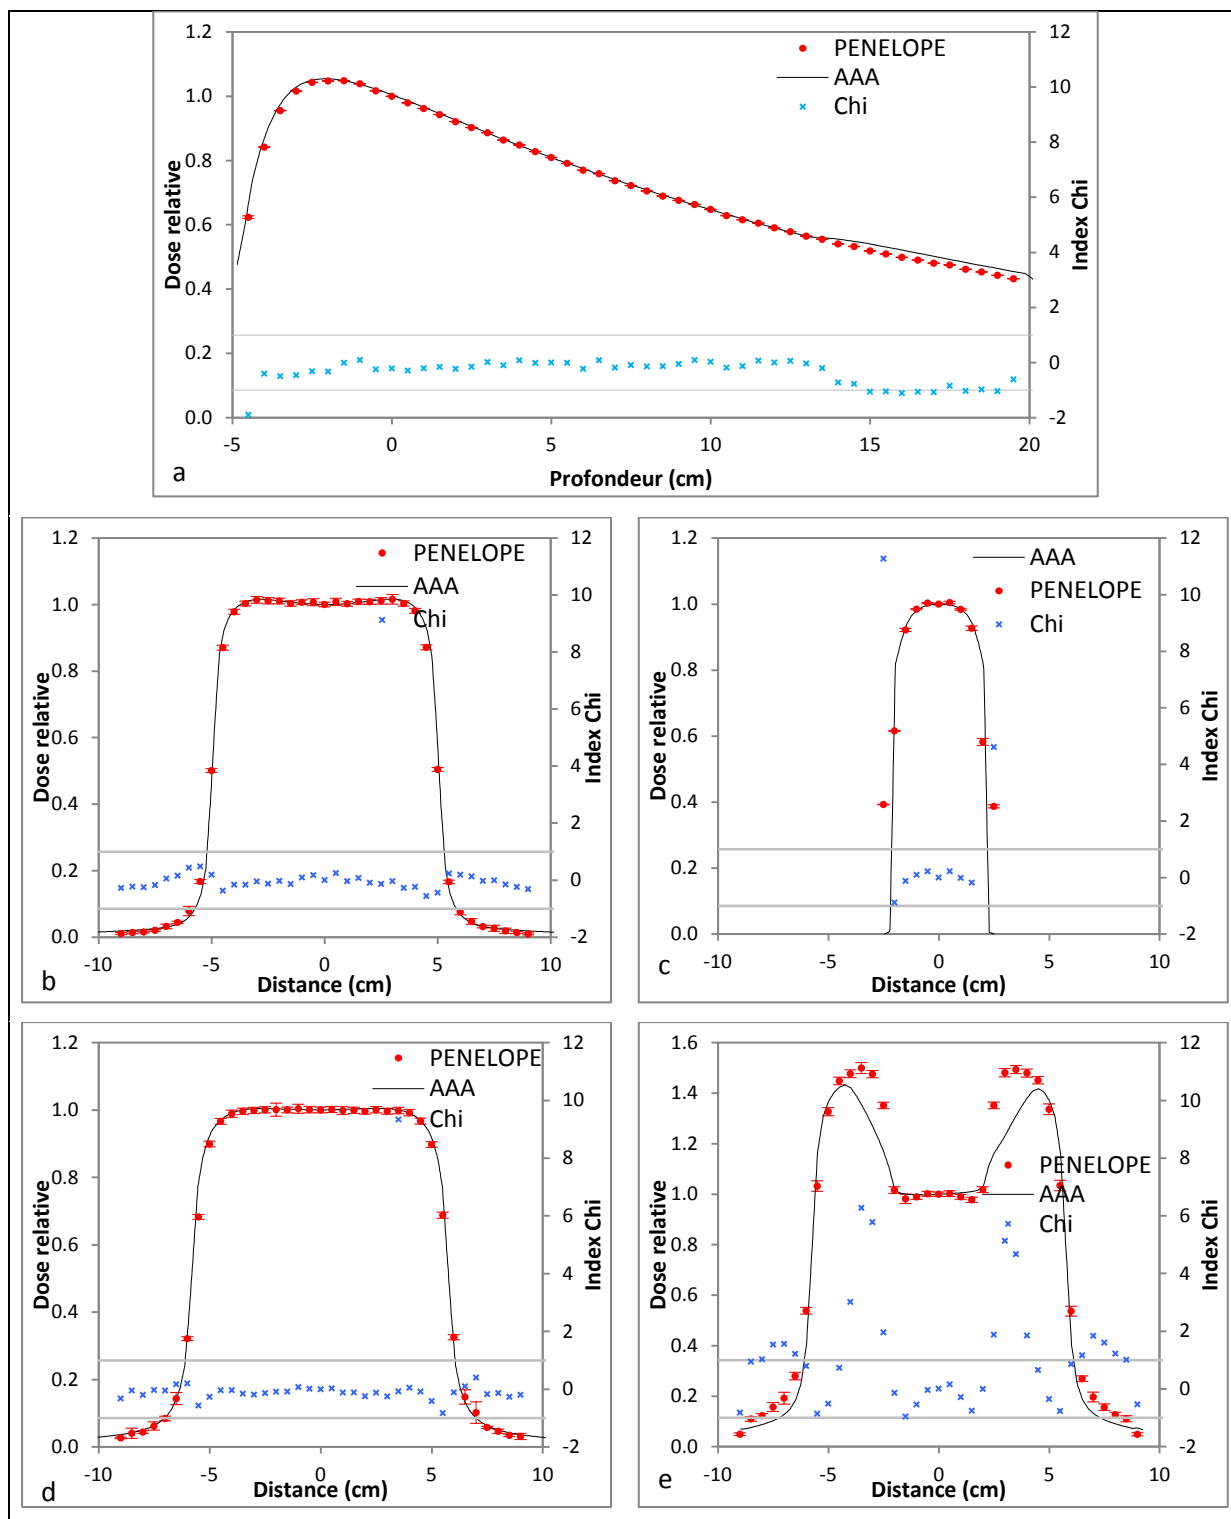 1.2
1.0
0.8
0.6
0.4
0.2
0.0
Dose relative
12
10
8
6
4
2
0
-2
Index Chi
PENELOPE
AAA
Chi
-5
0
5
10
15
20
Profondeur (cm)
a
1.2
1.0
0.8
0.6
0.4
0.2
0.0
Dose relative
12
10
8
6
4
2
0
-2
Index Chi
PENELOPE
AAA
Chi
-10
-5
0
5
10
Distance (cm)
b
1.2
1.0
0.8
0.6
0.4
0.2
0.0
Dose relative
12
10
8
6
4
2
0
-2
Index Chi
AAA
PENELOPE
Chi
-10
-5
0
5
10
Distance (cm)
c
1.2
1.0
0.8
0.6
0.4
0.2
0.0
Dose relative
12
10
8
6
4
2
0
-2
Index Chi
PENELOPE
AAA
Chi
-10
-5
0
5
10
Distance (cm)
d
1.6
1.4
1.2
1.0
0.8
0.6
0.4
0.2
0.0
Dose relative
12
10
8
6
4
2
0
-2
Index Chi
PENELOPE
AAA
Chi
-10
-5
0
5
10
Distance (cm)
e